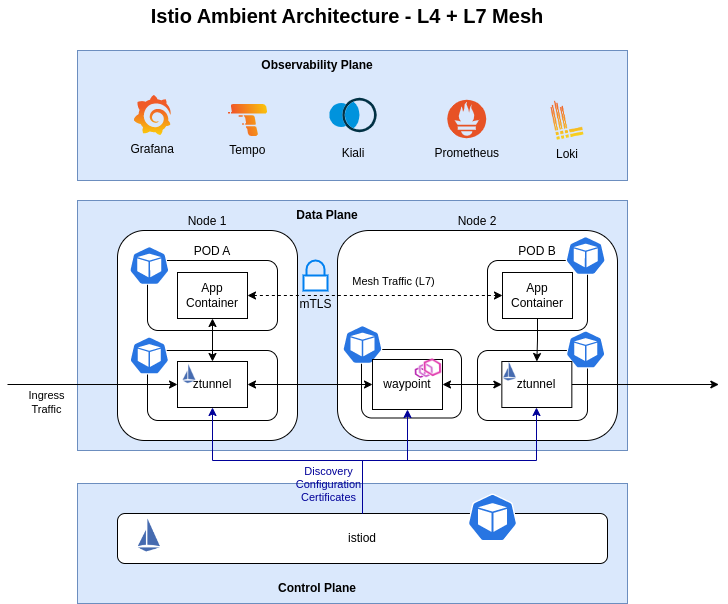 Istio Ambient Architecture - L4 + L7 Mesh
Observability Plane
Grafana
Tempo
Kiali
Prometheus
Loki
Data Plane
Node 1
Node 2
POD A
POD B
App
Container
mTLS
Mesh Traffic (L7)
App
Container
Ingress
Traffic
ztunnel
waypoint
ztunnel
Discovery
Configuration
Certificates
istiod
Control Plane